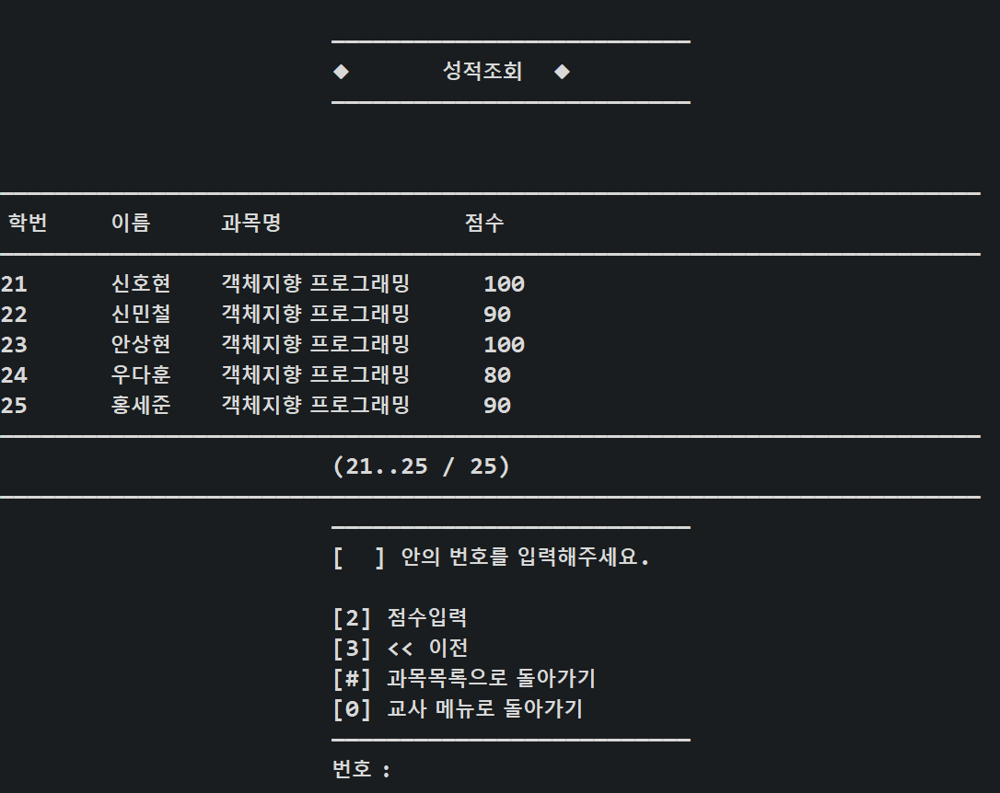 ◆ 성적조회 ◆
학번 이름 과목명 점수
21 신호현 객체지향 프로그래밍 100
22 신민철 객체지향 프로그래밍 90
23 안상현 객체지향 프로그래밍 100
24 우다훈 객체지향 프로그래밍 80
25 홍세준 객체지향 프로그래밍 90
(21..25 / 25)
[  ] 안의 번호를 입력해주세요.
[2] 점수입력
[3] << 이전
[#] 과목목록으로 돌아가기
[0] 교사 메뉴로 돌아가기
번호 :